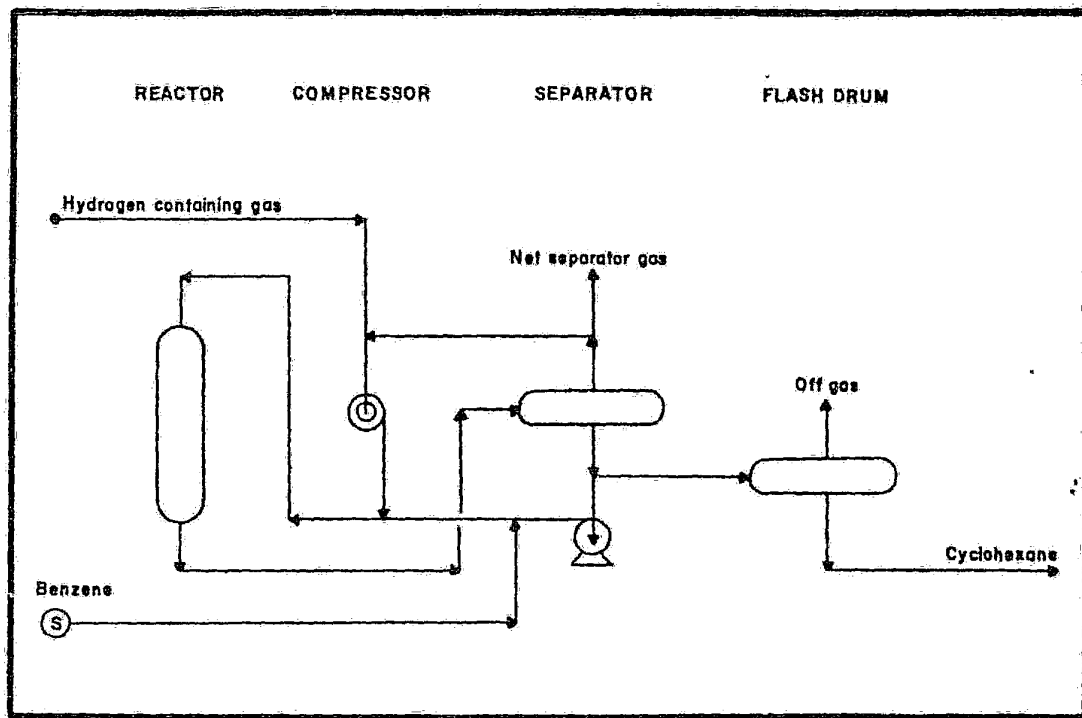 REACTOR COMPRESSOR SEPARATOR FLASH DRUM
Hydrogen containing gas
Net separator gas
Off gas
Cyclohexane
Benzene
S